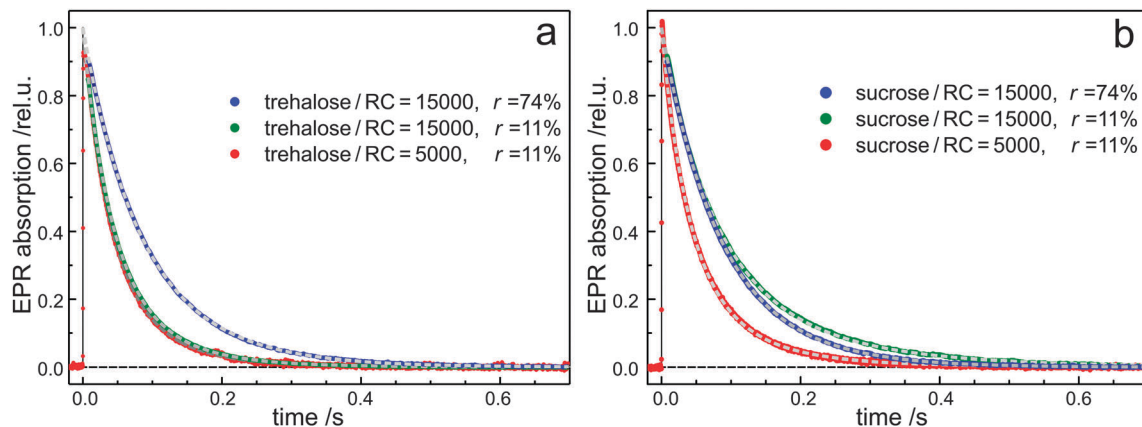 a
trehalose / RC = 15000, r = 74%
trehalose / RC = 15000, r = 11%
trehalose / RC = 5000, r = 11%
EPR absorption /rel.u.
1.0
0.8
0.6
0.4
0.2
0.0
0.0 0.2 0.4 0.6
time /s
b
sucrose / RC = 15000, r = 74%
sucrose / RC = 15000, r = 11%
sucrose / RC = 5000, r = 11%
EPR absorption /rel.u.
1.0
0.8
0.6
0.4
0.2
0.0
0.0 0.2 0.4 0.6
time /s